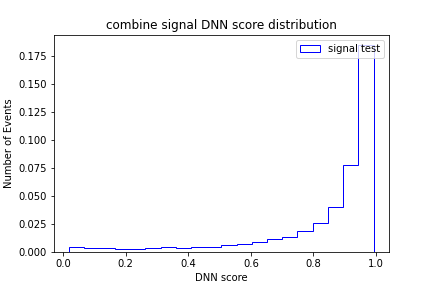 combine signal DNN score distribution
signal test
Number of Events
0.175
0.150
0.125
0.100
0.075
0.050
0.025
0.000
0.0 0.2 0.4 0.6 0.8 1.0
DNN score